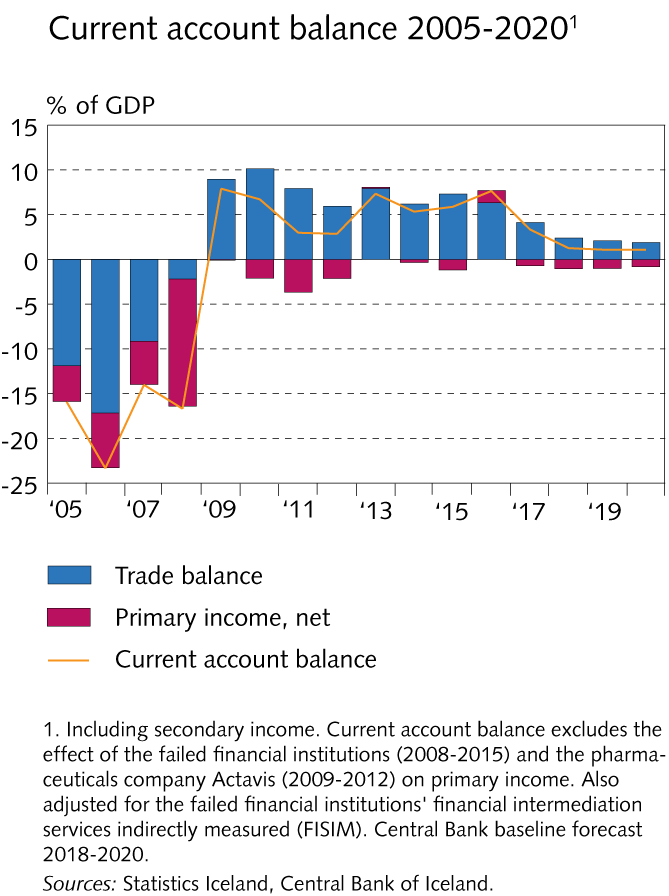 Current account balance 2005-2020¹
% of GDP
15
10
5
0
-5
-10
-15
-20
-25
‘05 ‘07 ‘09 ‘11 ‘13 ‘15 ‘17 ‘19
Trade balance
Primary income, net
Current account balance
1. Including secondary income. Current account balance excludes the
effect of the failed financial institutions (2008-2015) and the pharma-
ceuticals company Actavis (2009-2012) on primary income. Also
adjusted for the failed financial institutions' financial intermediation
services indirectly measured (FISIM). Central Bank baseline forecast
2018-2020.
Sources: Statistics Iceland, Central Bank of Iceland.